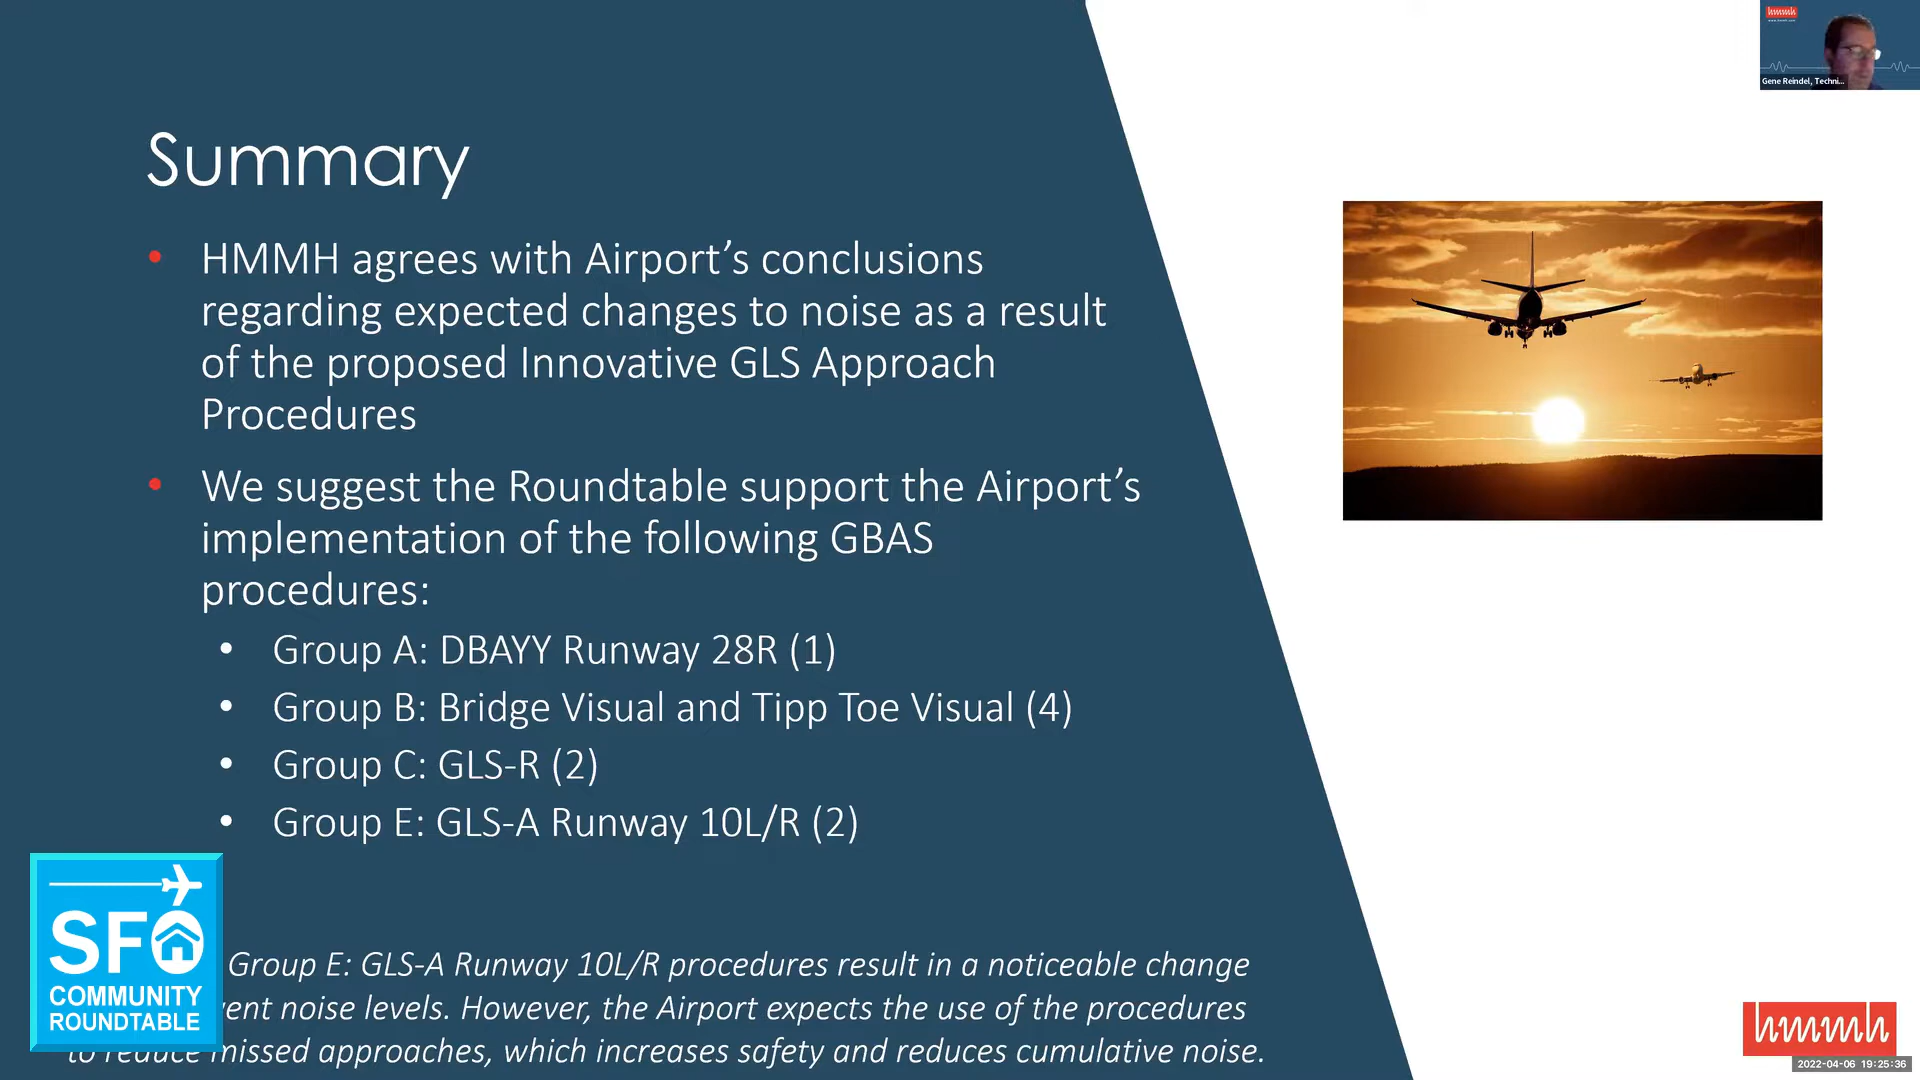 hmmh
Gene Reindel, Techni...
Summary
• HMMH agrees with Airport’s conclusions
regarding expected changes to noise as a result
of the proposed Innovative GLS Approach
Procedures
• We suggest the Roundtable support the Airport’s
implementation of the following GBAS
procedures:
• Group A: DBAYY Runway 28R (1)
• Group B: Bridge Visual and Tipp Toe Visual (4)
• Group C: GLS-R (2)
• Group E: GLS-A Runway 10L/R (2)
Group E: GLS-A Runway 10L/R procedures result in a noticeable change
noise levels. However, the Airport expects the use of the procedures
to reduce missed approaches, which increases safety and reduces cumulative noise.
SFO
COMMUNITY
ROUNDTABLE
hmmh
2022-04-06 19:25:36